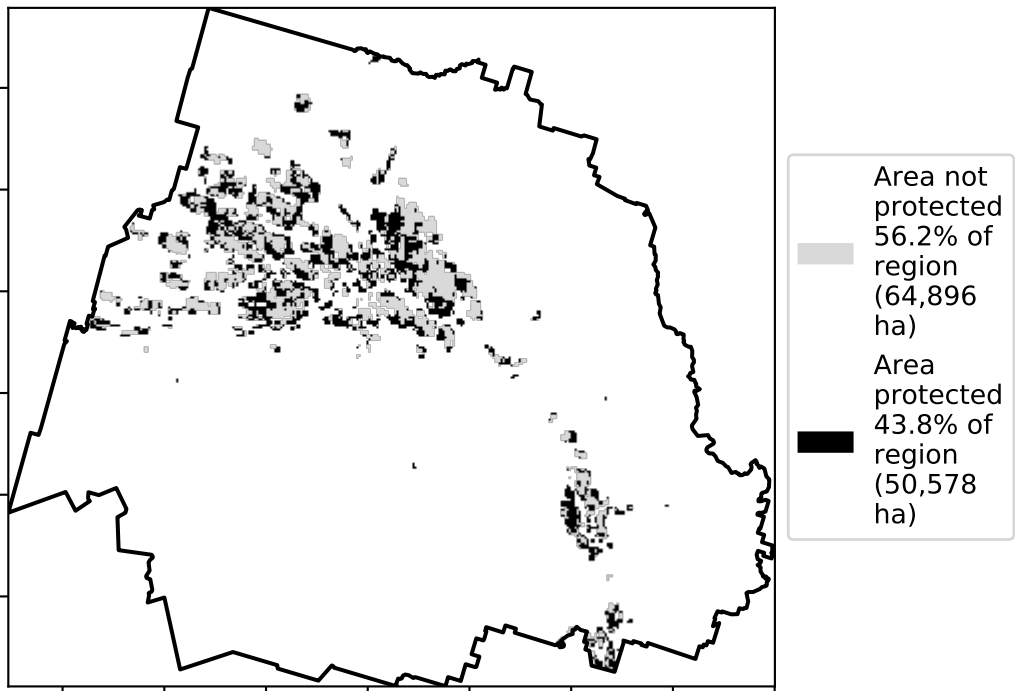 Area not
protected
56.2% of
region
(64,896
ha)
Area
protected
43.8% of
region
(50,578
ha)